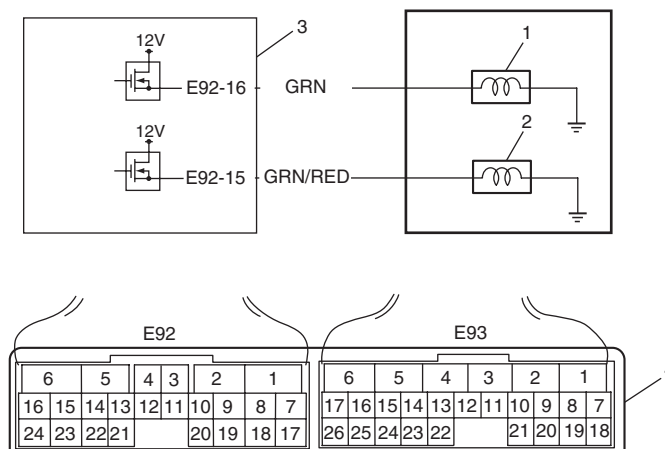 3
1
12V
E92-16 GRN
2
12V
E92-15 GRN/RED
E92 E93
6 5 4 3 2 1 6 5 4 3 2 1
16 15 14 13 12 11 10 9 8 7 17 16 15 14 13 12 11 10 9 8 7
24 23 22 21 20 19 18 17 26 25 24 23 22 21 20 19 18